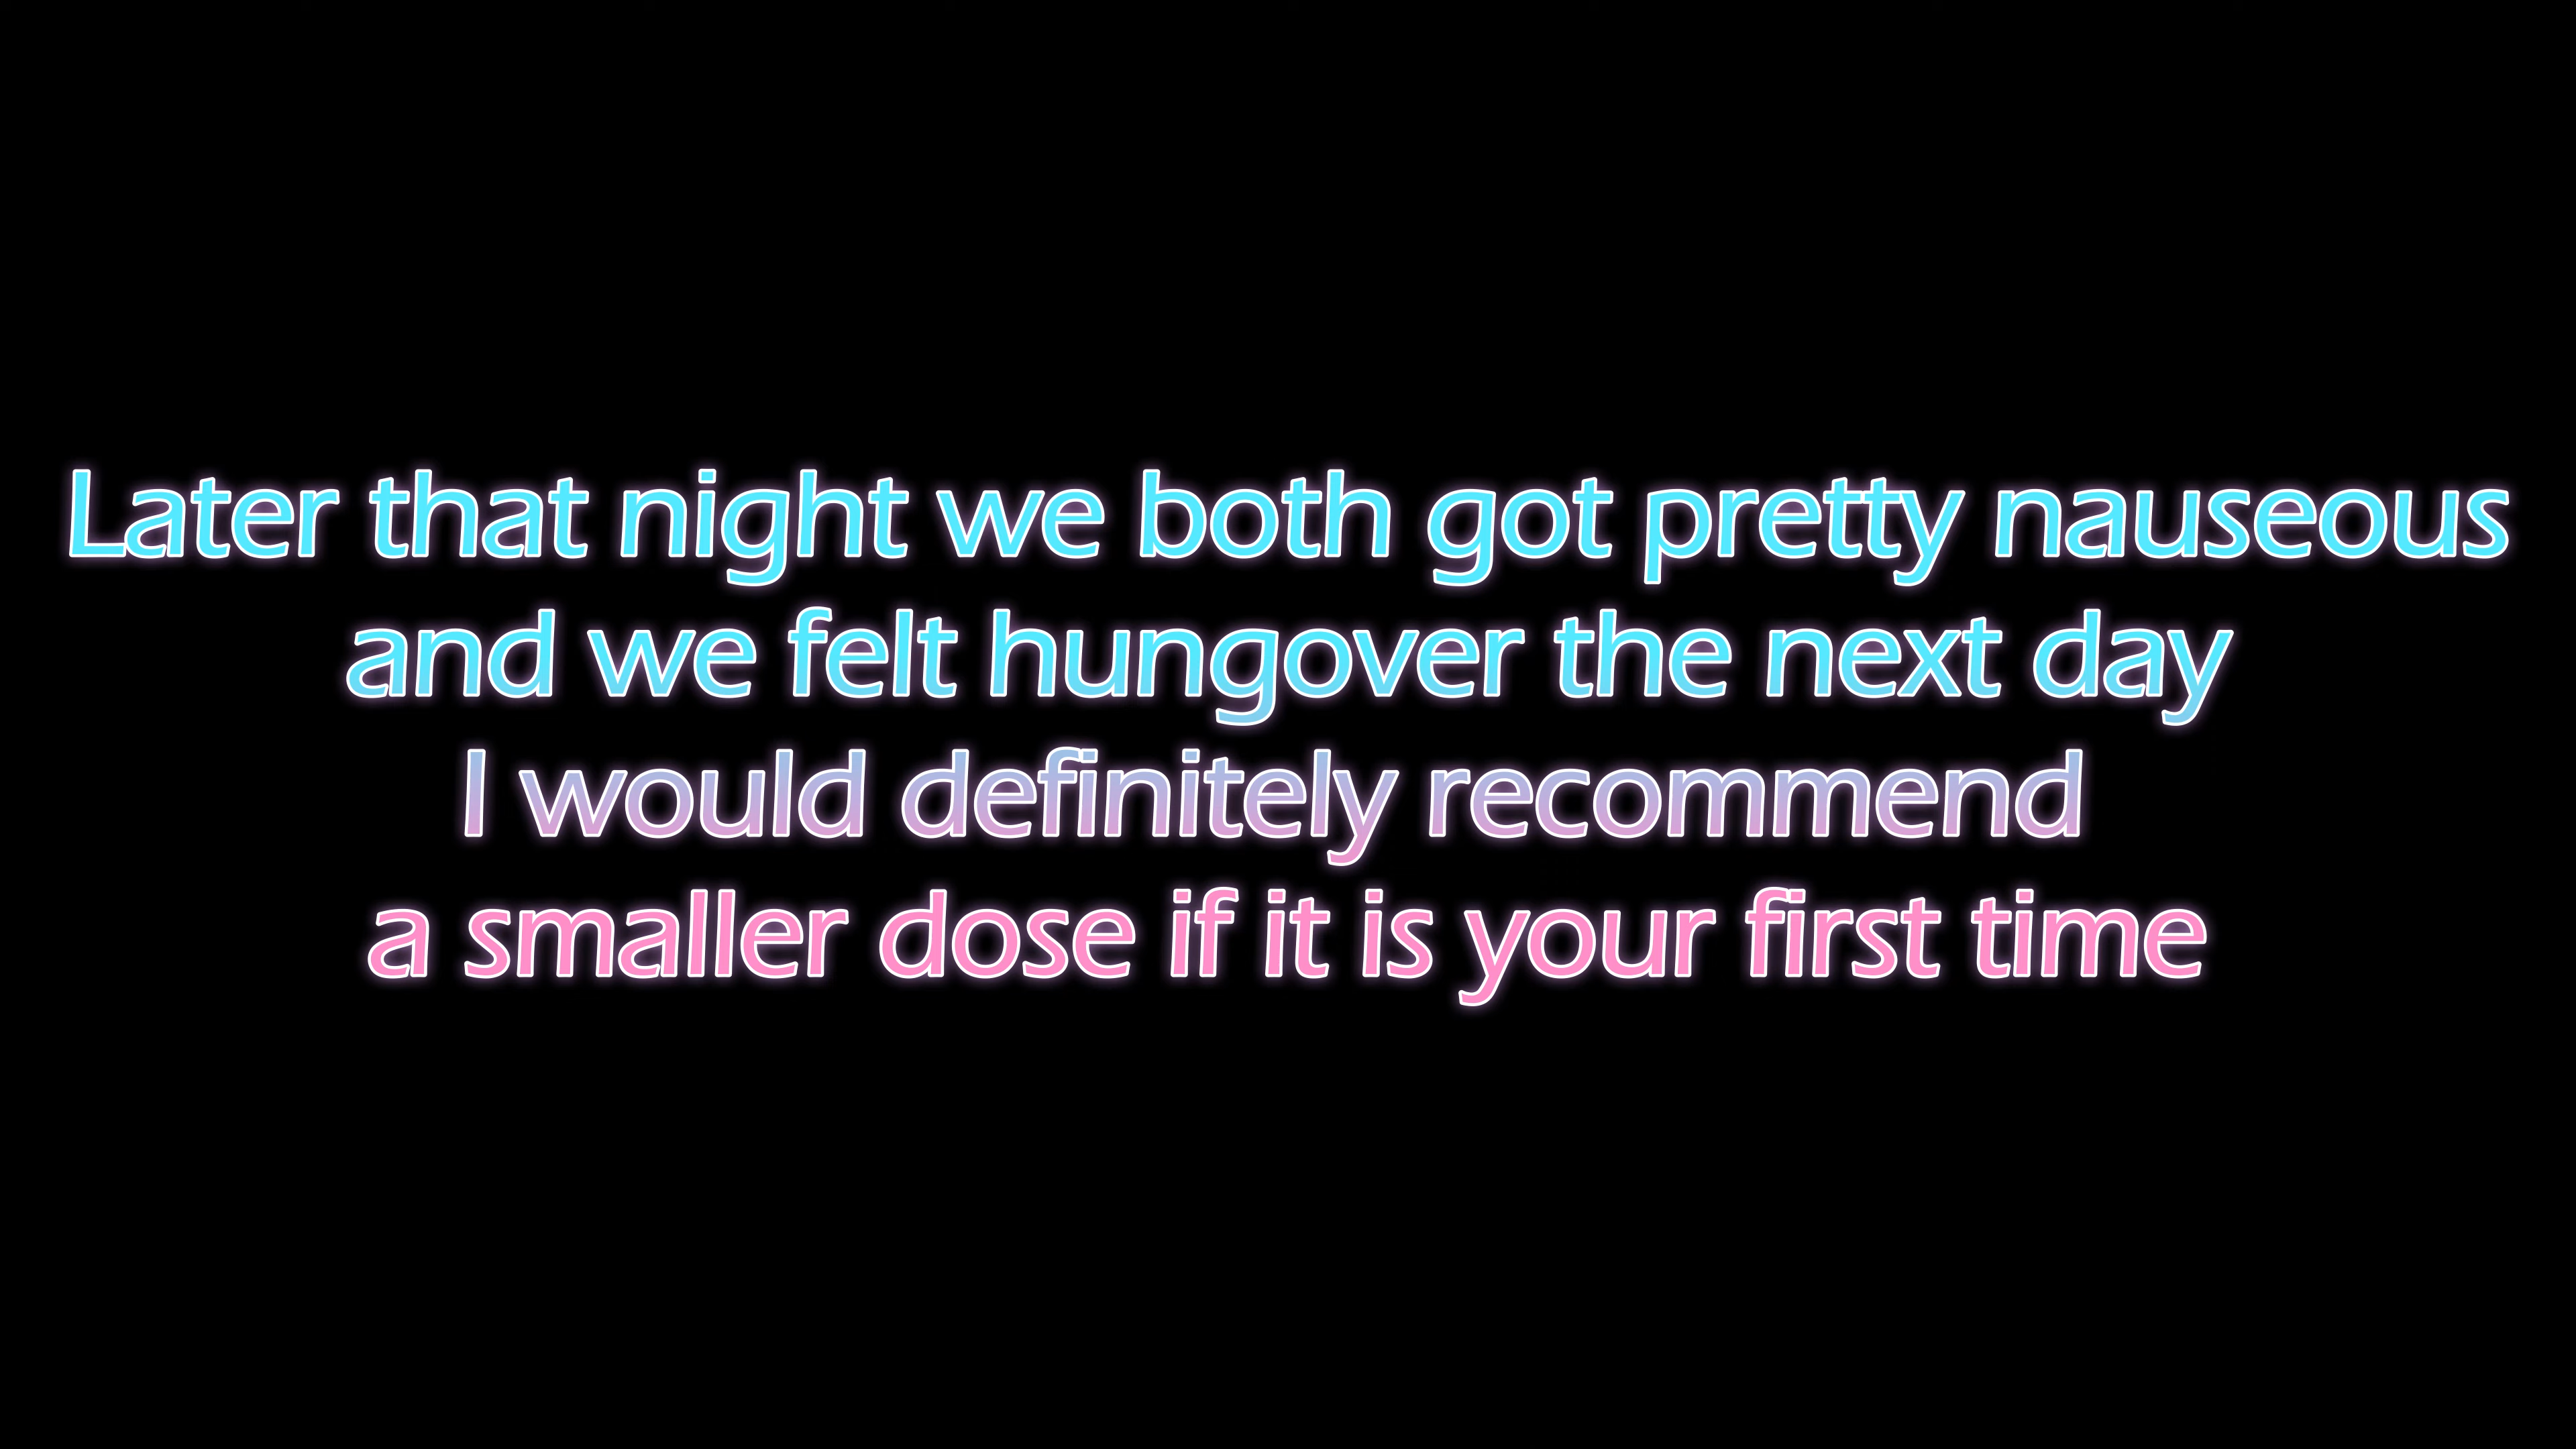 Later that night we both got pretty nauseous
and we felt hungover the next day
I would definitely recommend
a smaller dose if it is your first time